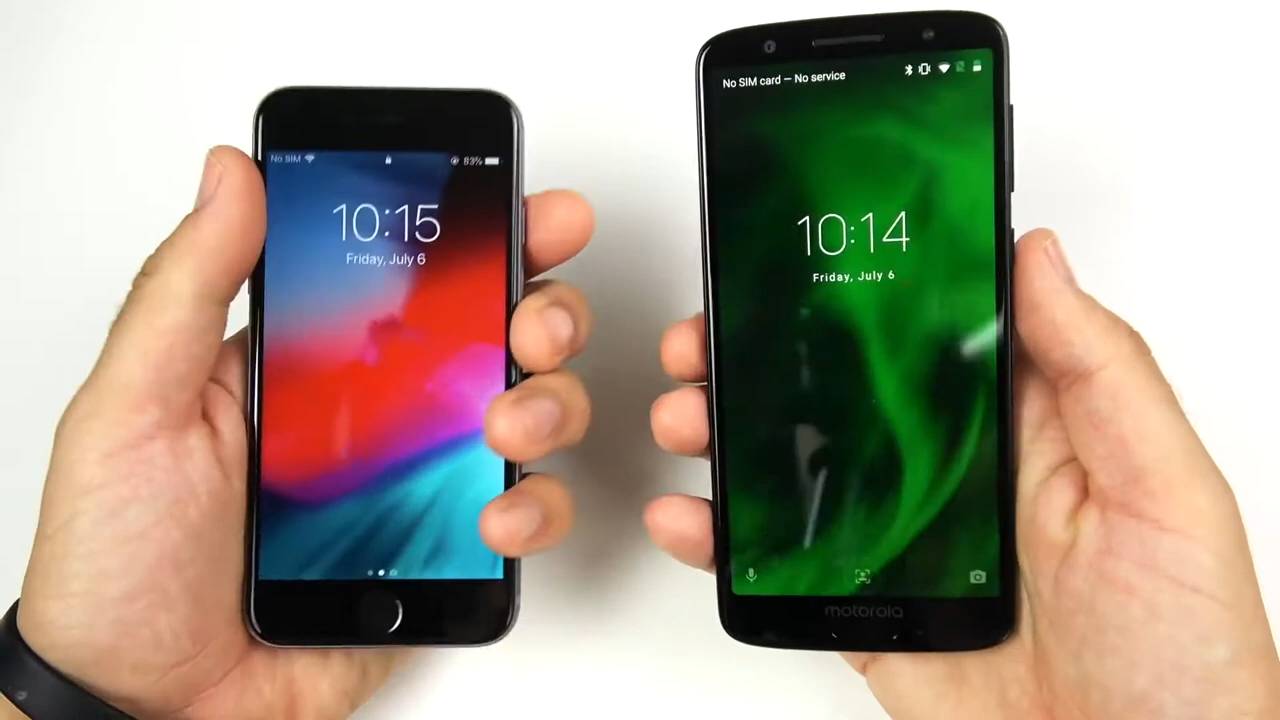 No SIM
83%
10:15
Friday, July 6
No SIM card – No service
10:14
Friday, July 6
motorola